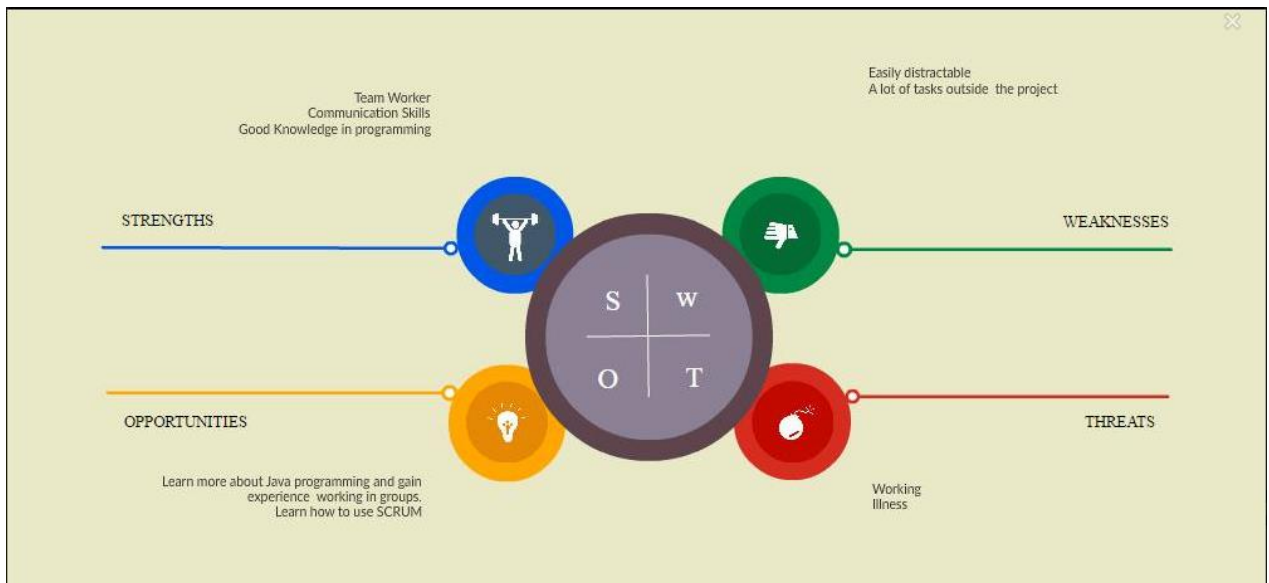 Team Worker
Communication Skills
Good Knowledge in programming
Easily distractable
A lot of tasks outside the project
STRENGTHS
WEAKNESSES
S W
O T
OPPORTUNITIES
THREATS
Learn more about Java programming and gain
experience working in groups.
Learn how to use SCRUM
Working
Illness